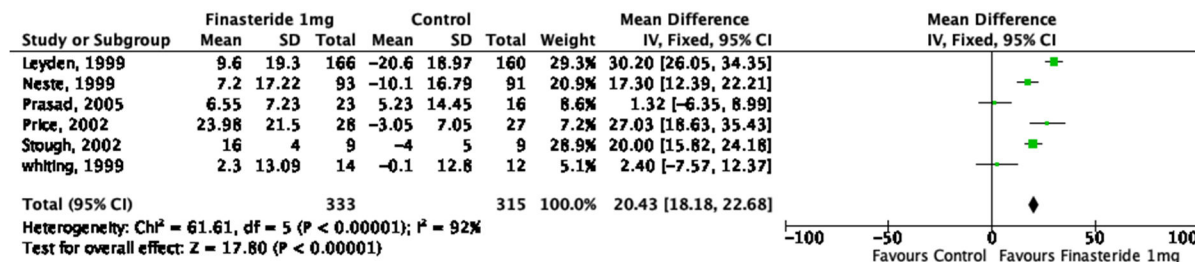 Finasteride 1mg Control Mean Difference Mean Difference
Study or Subgroup Mean SD Total Mean SD Total Weight IV, Fixed, 95% CI IV, Fixed, 95% CI
Leyden, 1999 9.6 19.3 166 -20.6 18.97 160 29.3% 30.20 [26.05, 34.35]
Neste, 1999 7.2 17.22 93 -10.1 16.79 91 20.9% 17.30 [12.39, 22.21]
Prasad, 2005 6.55 7.23 23 5.23 14.45 16 8.6% 1.32 [-6.35, 8.99]
Price, 2002 23.98 21.5 28 -3.05 7.05 27 7.2% 27.03 [18.63, 35.43]
Stough, 2002 16 4 9 -4 5 9 28.9% 20.00 [15.82, 24.18]
whiting, 1999 2.3 13.09 14 -0.1 12.8 12 5.1% 2.40 [-7.57, 12.37]
Total (95% CI) 333 315 100.0% 20.43 [18.18, 22.68]
Heterogeneity: Chi² = 61.61, df = 5 (P < 0.00001); I² = 92%
Test for overall effect: Z = 17.80 (P < 0.00001)
-100 -50 0 50 100
Favours Control Favours Finasteride 1mg